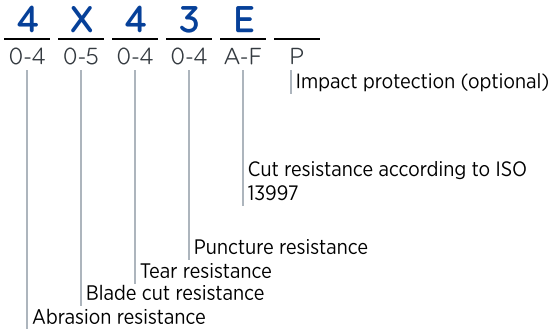 4 X 4 3 E
0-4 0-5 0-4 0-4 A-F P
Impact protection (optional)
Cut resistance according to ISO
13997
Puncture resistance
Tear resistance
Blade cut resistance
Abrasion resistance